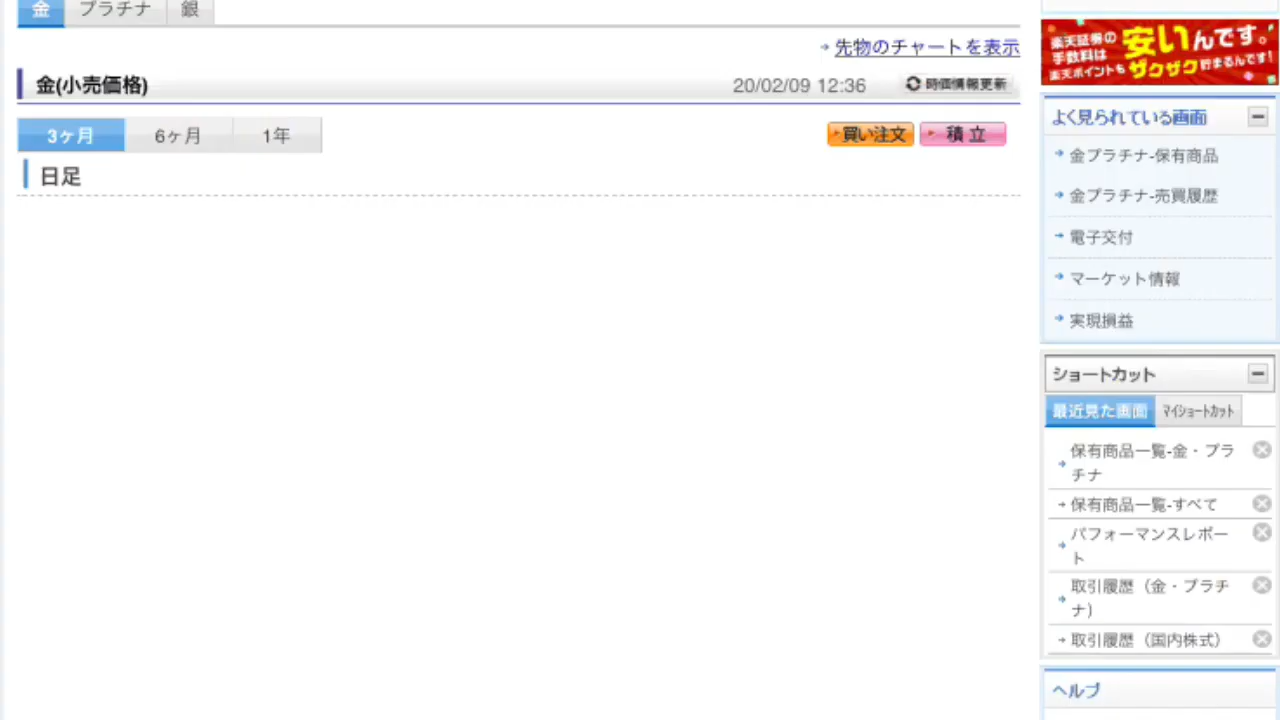 金
プラチナ
銀
先物のチャートを表示
金(小売価格)
20/02/09 12:36
時価情報更新
3ヶ月
6ヶ月
1年
買い注文
積立
日足
楽天証券の
手数料は
安いんです。
楽天ポイントも
ザクザク貯まるんです!
よく見られている画面
金プラチナ-保有商品
金プラチナ-売買履歴
電子交付
マーケット情報
実現損益
ショートカット
最近見た画面
マイショートカット
保有商品一覧-金・プラ
チナ
保有商品一覧-すべて
パフォーマンスレポー
ト
取引履歴（金・プラチ
ナ）
取引履歴（国内株式）
ヘルプ